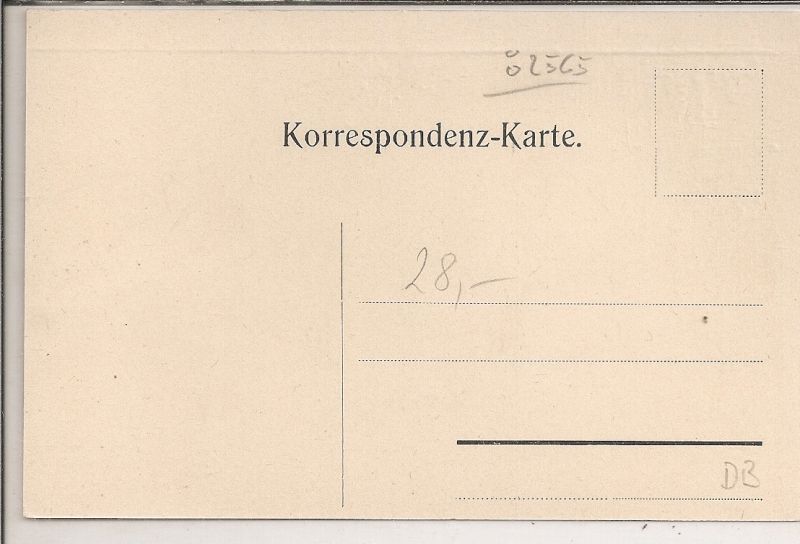 ö2565
Korrespondenz-Karte.
28,-
DB